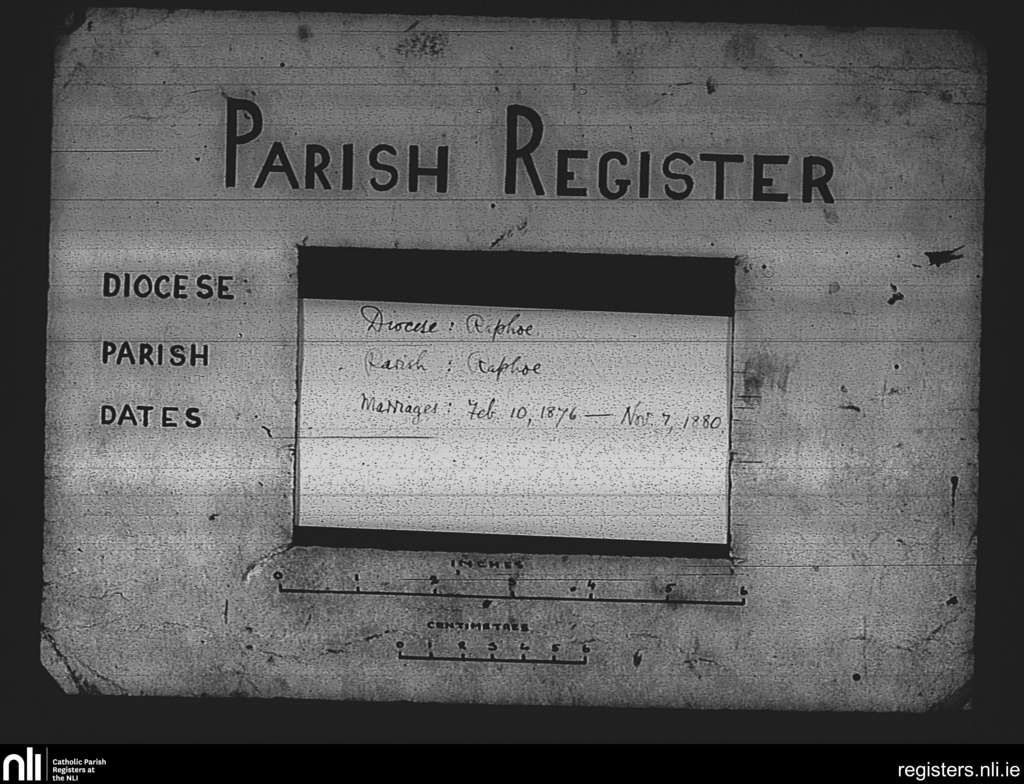 PARISH REGISTER
DIOCESE
PARISH
DATES
Diocese : Raphoe
Parish : Raphoe
Marriages : Feb 10, 1876 — Nov. 7, 1880.
INCHES
0 1 2 3 4 5 6
CENTIMETRES
0 1 2 3 4 5 6
nli
Catholic Parish
Registers at
the NLI
registers.nli.ie